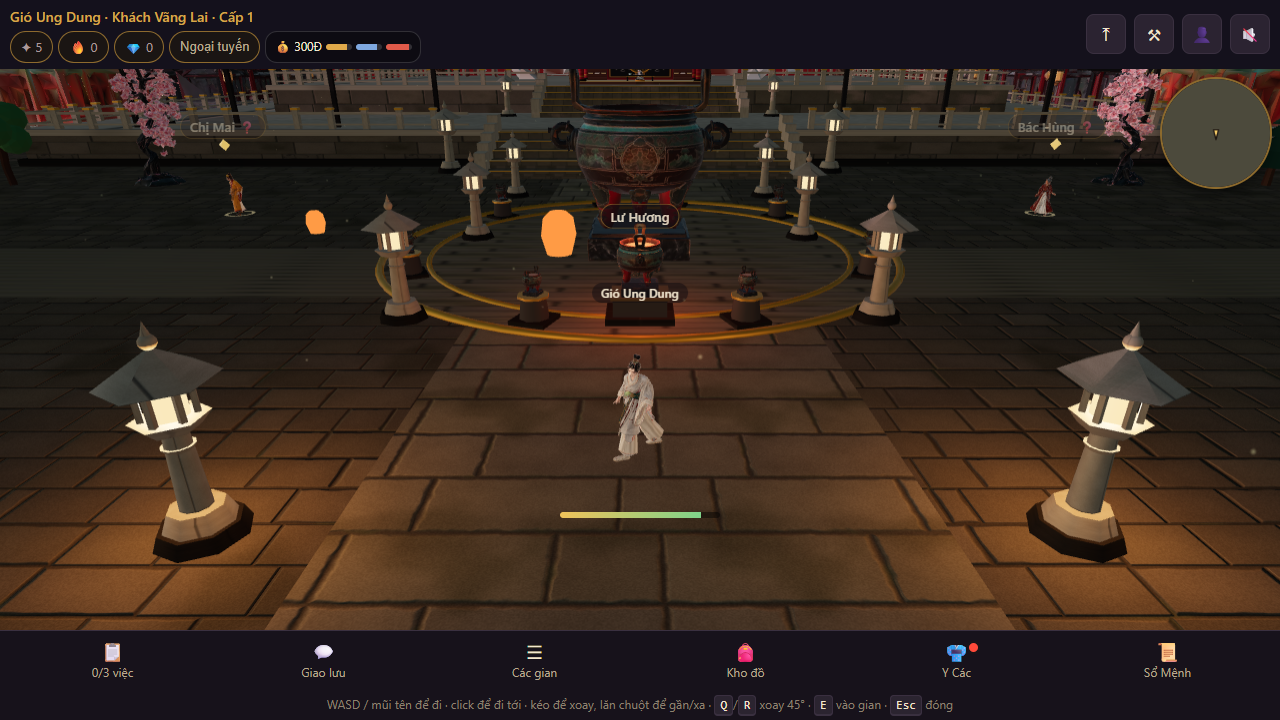 Gió Ung Dung · Khách Vãng Lai · Cấp 1
5
0
0
Ngoại tuyến
300Đ
Chị Mai ?
Bác Hùng ?
Lư Hương
Gió Ung Dung
0/3 việc
Giao lưu
Các gian
Kho đồ
Y Các
Sổ Mệnh
WASD / mũi tên để đi · click để đi tới · kéo để xoay, lăn chuột để gần/xa · Q / R xoay 45° · E vào gian · Esc đóng